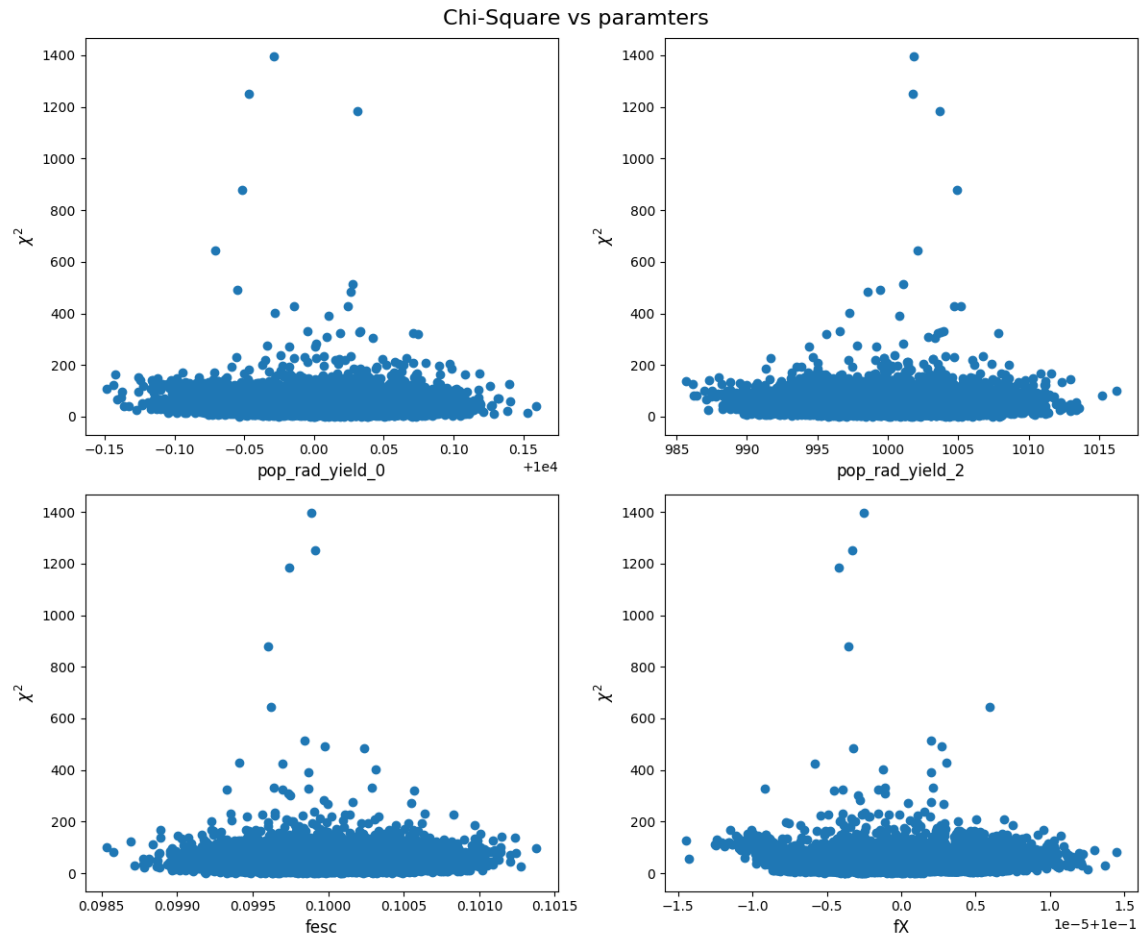 Chi-Square vs paramters
1400
1200
1000
800
600
400
200
0
χ²
−0.15 −0.10 −0.05 0.00 0.05 0.10 0.15
+1e4
pop_rad_yield_0
1400
1200
1000
800
600
400
200
0
χ²
985 990 995 1000 1005 1010 1015
pop_rad_yield_2
1400
1200
1000
800
600
400
200
0
χ²
0.0985 0.0990 0.0995 0.1000 0.1005 0.1010 0.1015
fesc
1400
1200
1000
800
600
400
200
0
χ²
−1.5 −1.0 −0.5 0.0 0.5 1.0 1.5
1e−5+1e−1
fX